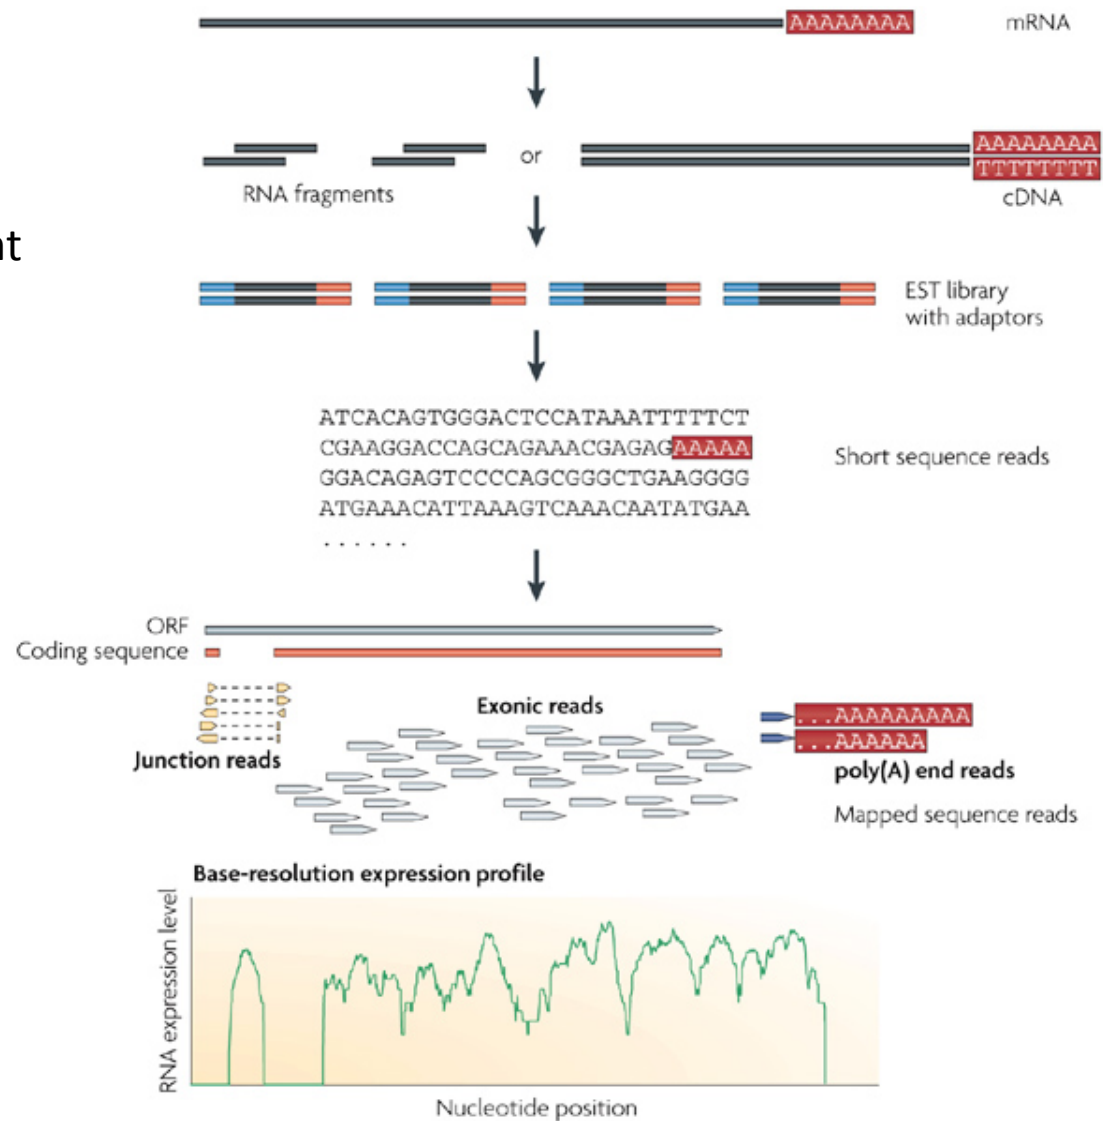 AAAAAAAA mRNA
AAAAAAAA
or
TTTTTTTT
RNA fragments
cDNA
nt
EST library
with adaptors
ATCACAGTGGGACTCCATAAATTTTTCT
CGAAGGACCAGCAGAAACGAGAGAAAAA
Short sequence reads
GGACAGAGTCCCCAGCGGGCTGAAGGGG
ATGAAACATTAAAGTCAAACAATATGAA
. . . . . .
ORF
Coding sequence
Exonic reads
...AAAAAAAAA
...AAAAAA
Junction reads
poly(A) end reads
Mapped sequence reads
Base-resolution expression profile
RNA expression level
Nucleotide position